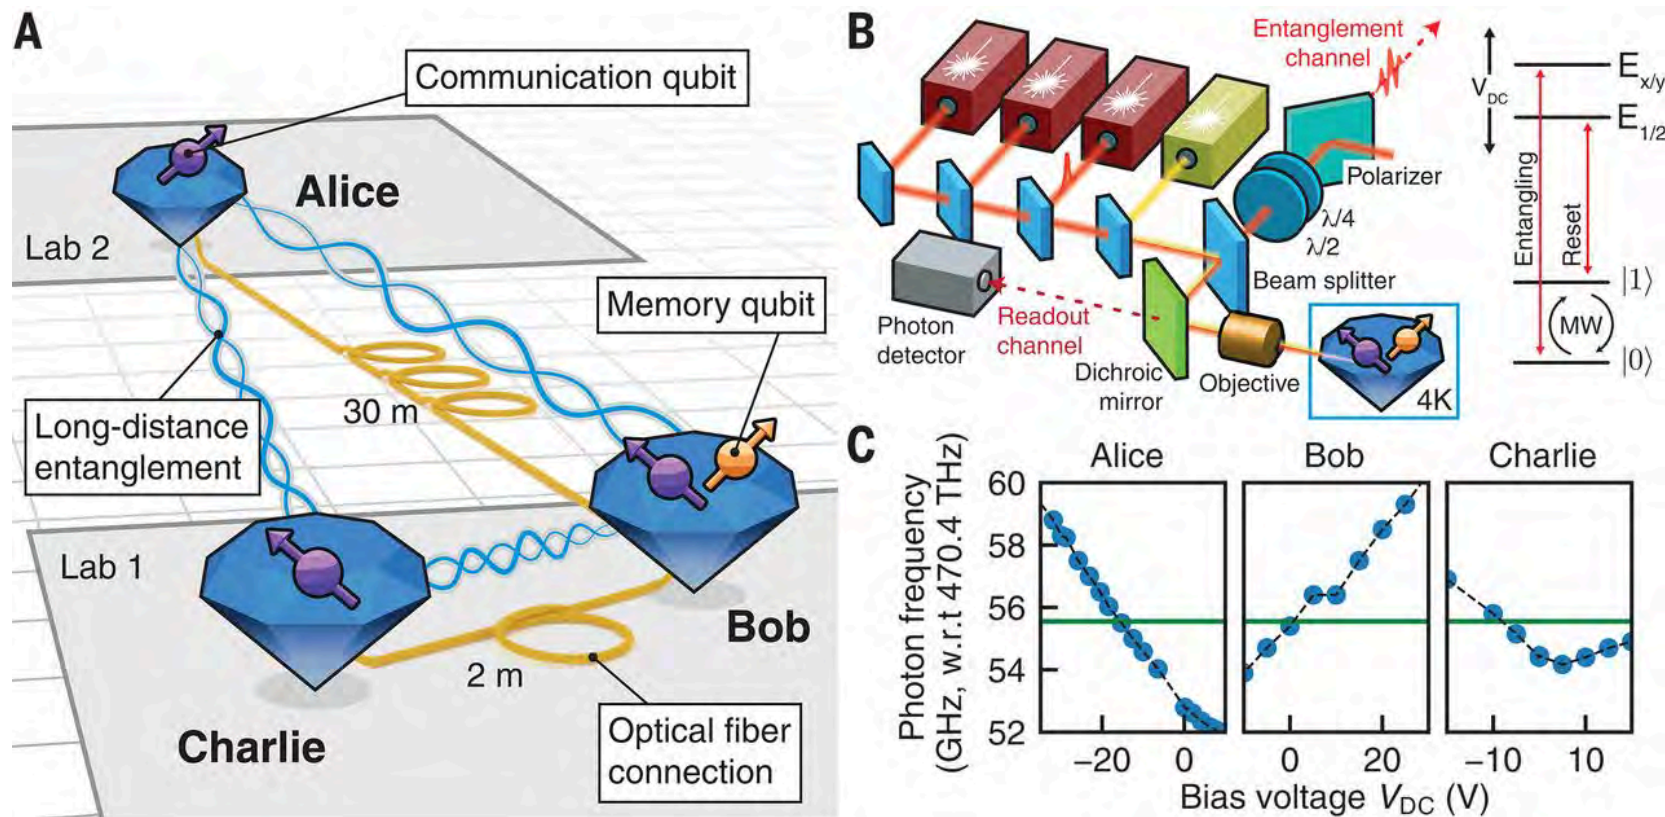 A
Communication qubit
Alice
Lab 2
Memory qubit
30 m
Long-distance
entanglement
Lab 1
Bob
2 m
Charlie
Optical fiber
connection
B
Entanglement
channel
Polarizer
λ/4
λ/2
Beam splitter
Photon
detector
Readout
channel
Dichroic
mirror
Objective
4K
V_DC
E_x/y
E_1/2
Entangling
Reset
|1⟩
MW
|0⟩
C
Alice Bob Charlie
Photon frequency
(GHz, w.r.t 470.4 THz)
60
58
56
54
52
−20 0 0 20 −10 10
Bias voltage V_DC (V)